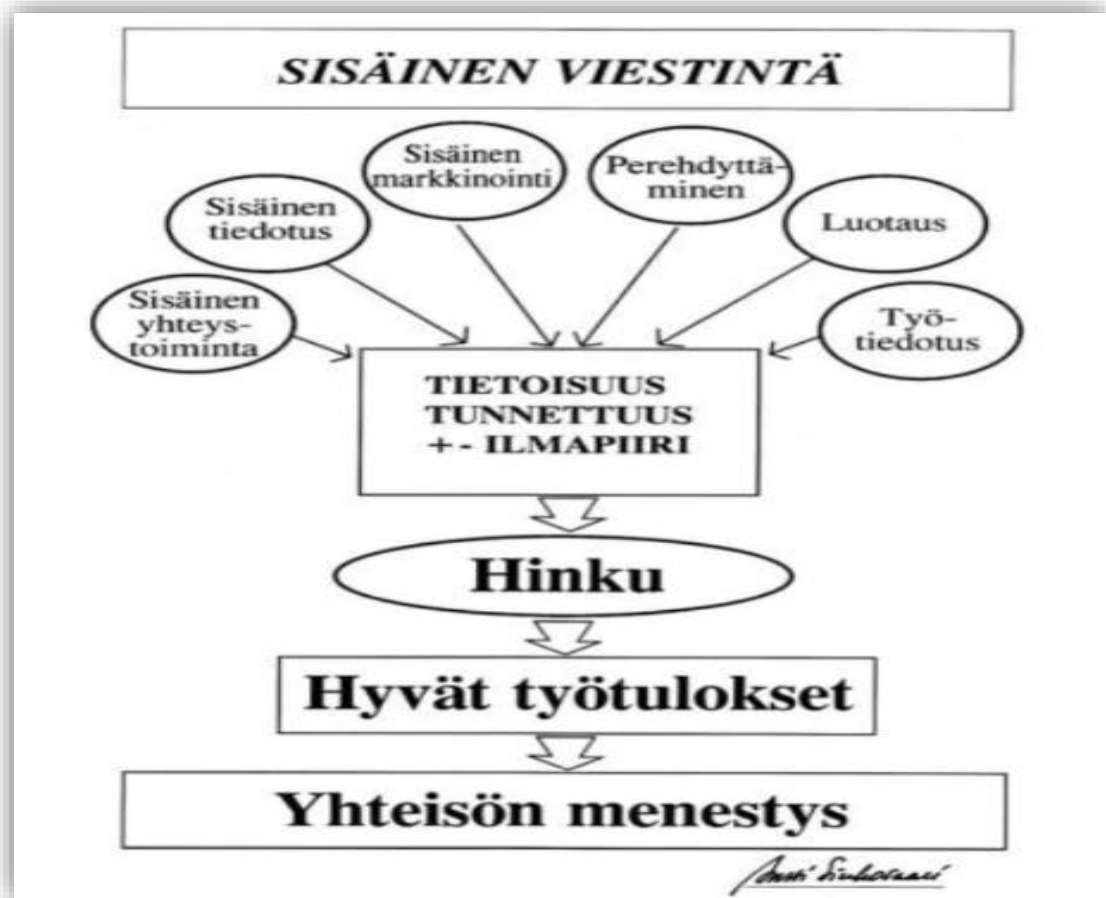 SISÄINEN VIESTINTÄ
Sisäinen
markkinointi
Perehdyttä-
minen
Sisäinen
tiedotus
Luotaus
Sisäinen
yhteys-
toiminta
Työ-
tiedotus
TIETOISUUS
TUNNETTUUS
+ - ILMAPIIRI
Hinku
Hyvät työtulokset
Yhteisön menestys